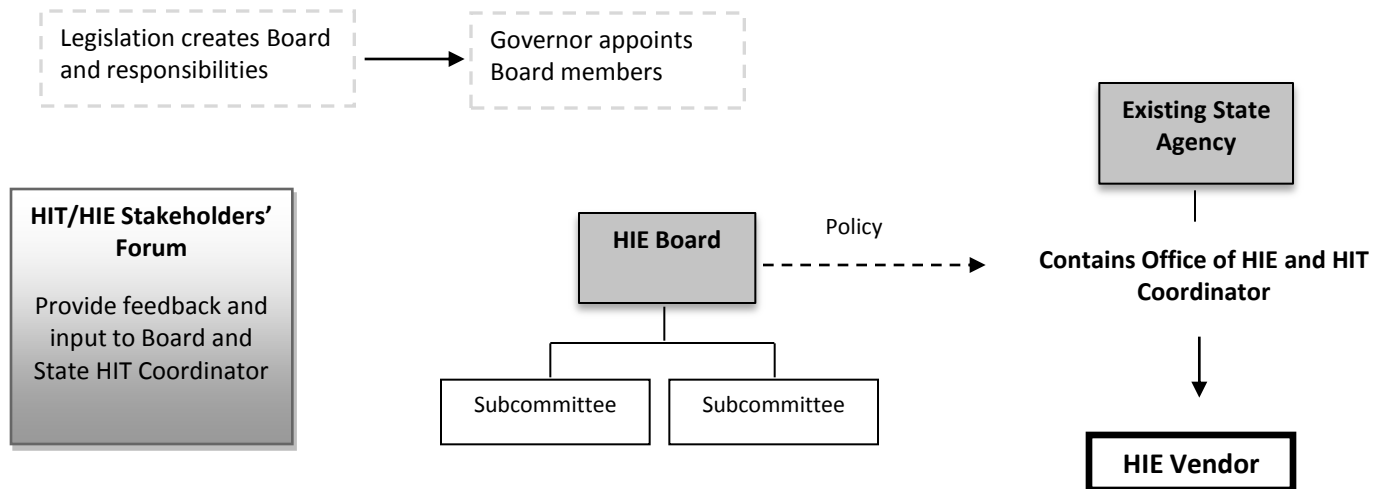 Legislation creates Board
and responsibilities
Governor appoints
Board members
Existing State
Agency
HIT/HIE Stakeholders’
Forum
Provide feedback and
input to Board and
State HIT Coordinator
HIE Board
Policy
Contains Office of HIE and HIT
Coordinator
Subcommittee
Subcommittee
HIE Vendor